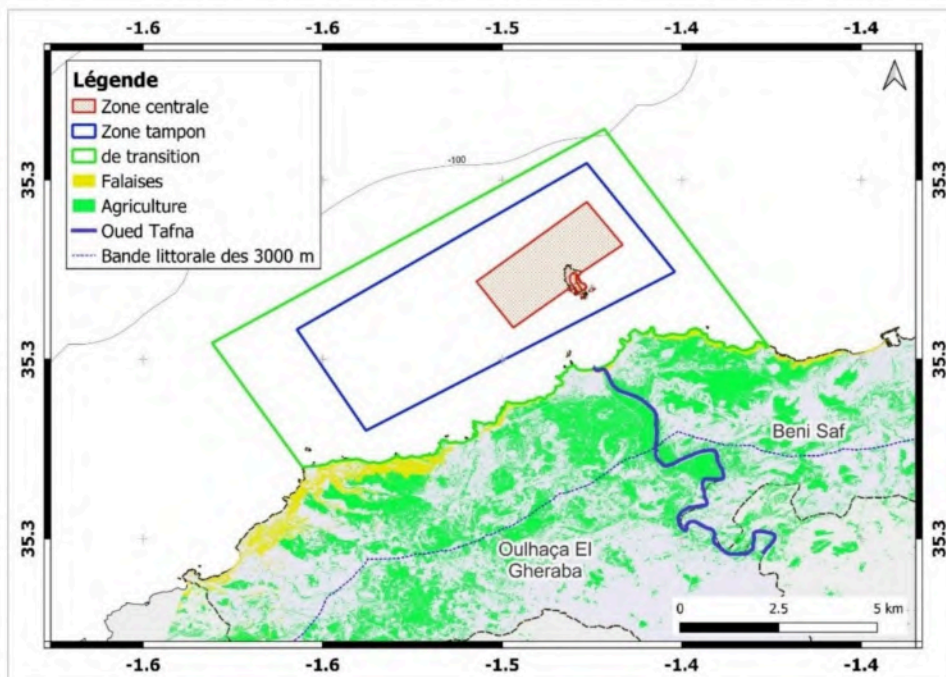 -1.6 -1.6 -1.5 -1.4 -1.4
Légende
Zone centrale
Zone tampon
de transition
Falaises
Agriculture
Oued Tafna
Bande littorale des 3000 m
-100
35.3 35.3
35.3 35.3
35.3 35.3
Beni Saf
Oulhaça El
Gheraba
0 2.5 5 km
-1.6 -1.6 -1.5 -1.4 -1.4